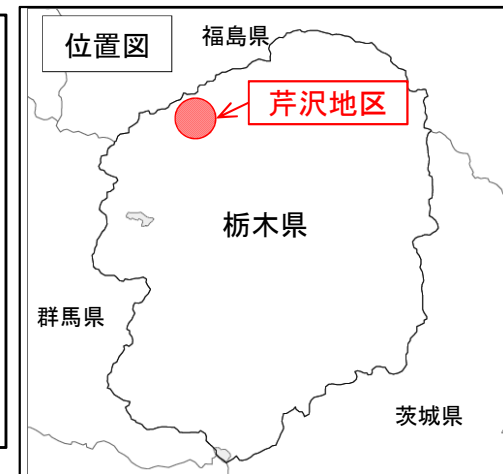 位置図
福島県
芹沢地区
栃木県
群馬県
茨城県